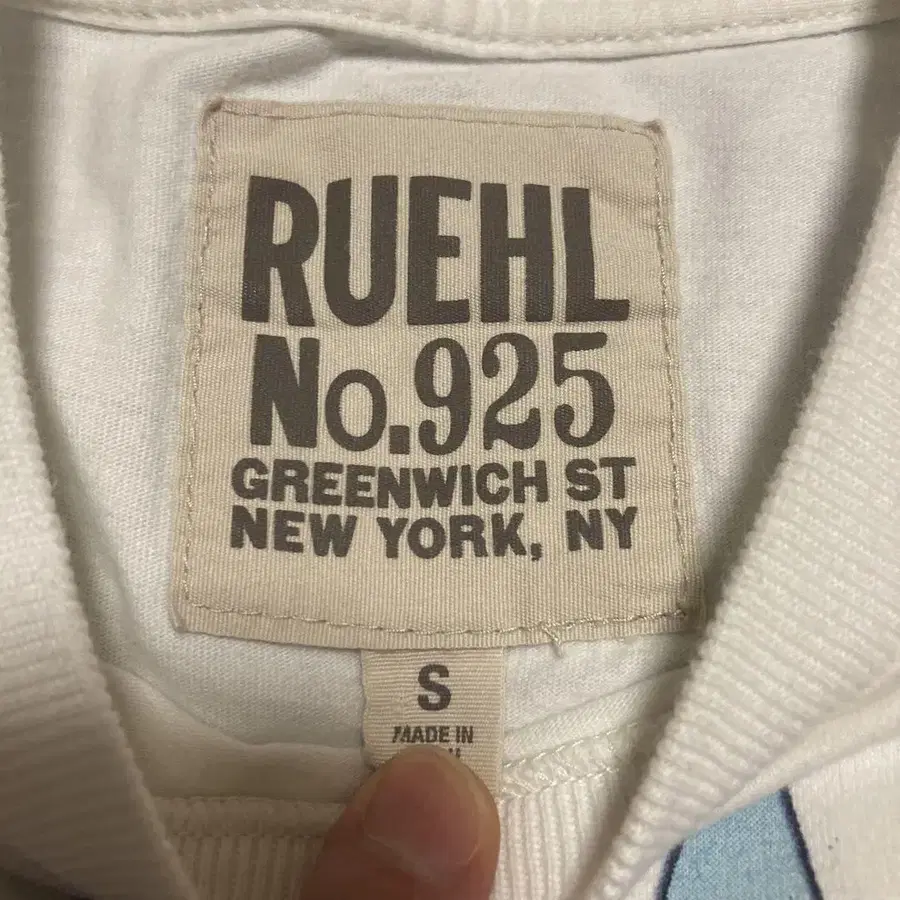 RUEHL
No.925
GREENWICH ST
NEW YORK, NY
S
MADE IN